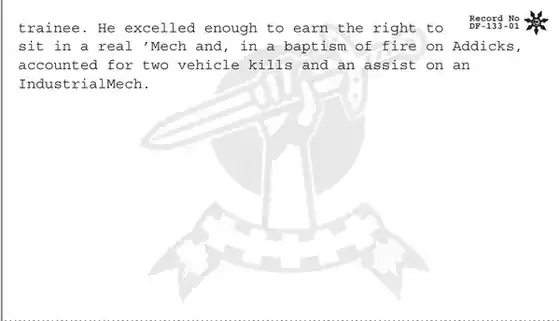 Record No
DF-133-01
trainee. He excelled enough to earn the right to
sit in a real ’Mech and, in a baptism of fire on Addicks,
accounted for two vehicle kills and an assist on an
IndustrialMech.